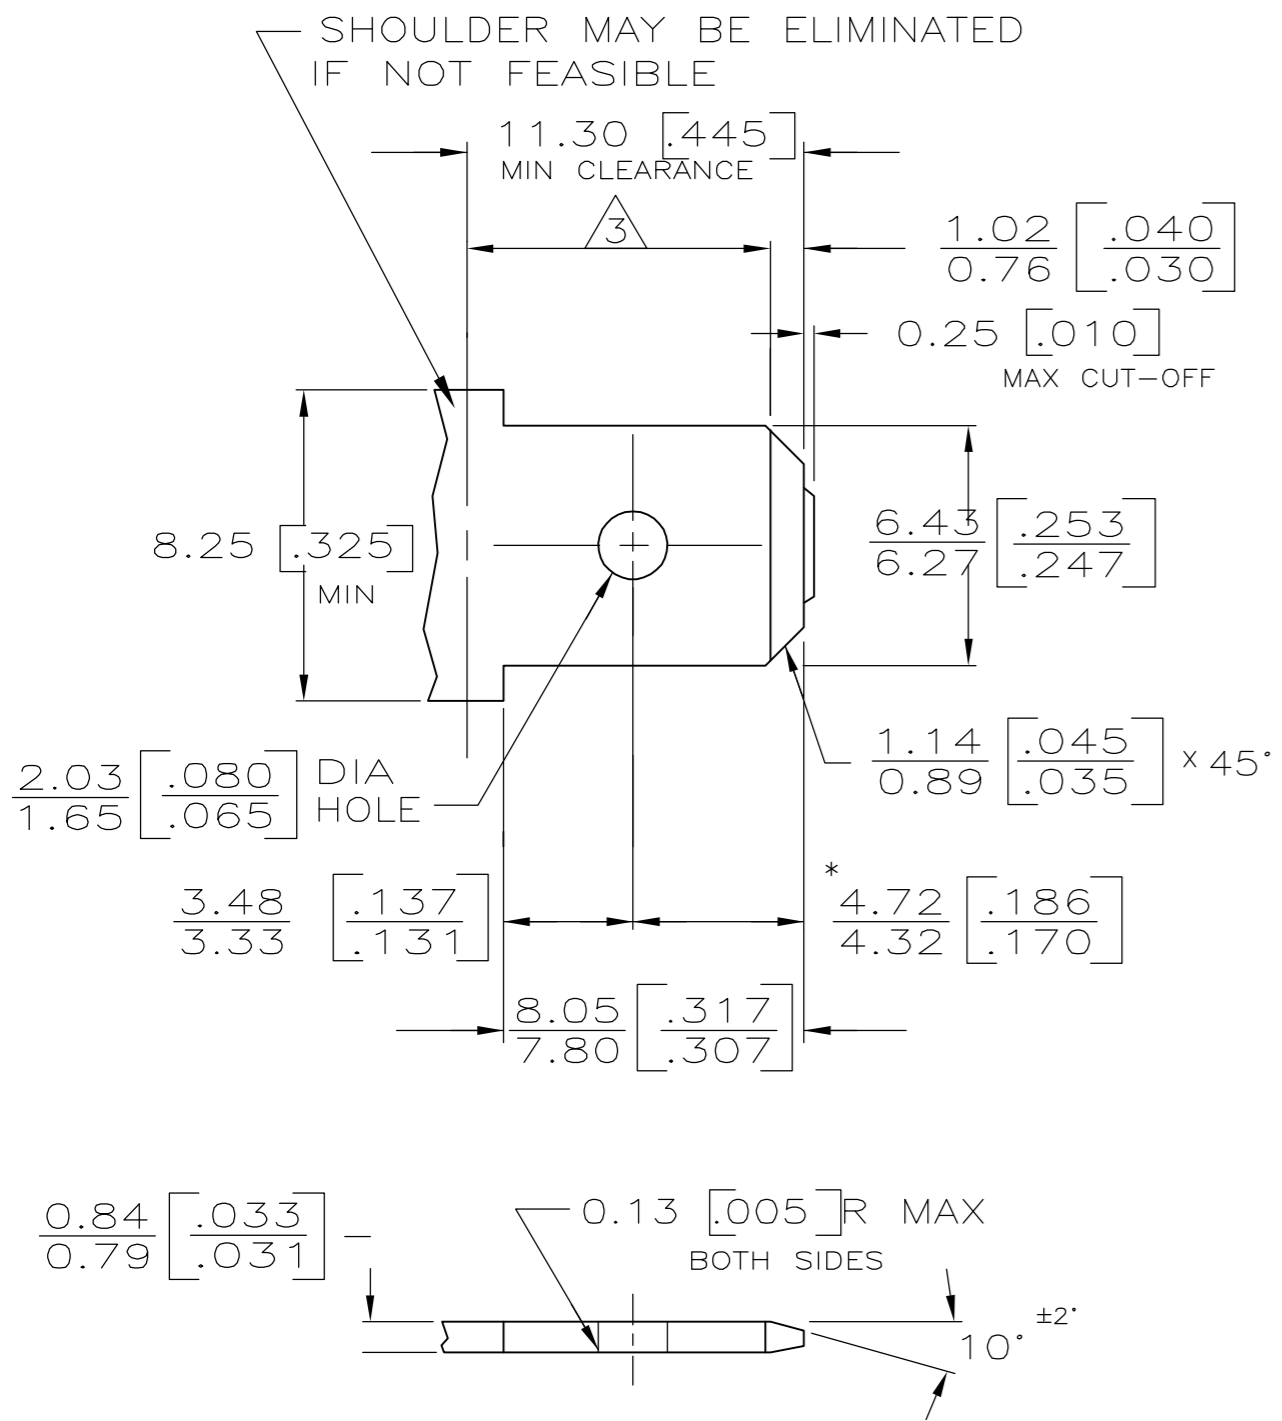 SHOULDER MAY BE ELIMINATED
IF NOT FEASIBLE
11.30 [.445]
MIN CLEARANCE
3
1.02 [.040
0.76 .030]
0.25 [.010]
MAX CUT-OFF
8.25 [.325]
MIN
6.43 [.253
6.27 .247]
2.03 [.080 DIA
1.65 .065] HOLE
1.14 [.045
0.89 .035] x 45°
3.48 [.137
3.33 .131]
*
4.72 [.186
4.32 .170]
8.05 [.317
7.80 .307]
0.84 [.033
0.79 .031]
0.13 [.005] R MAX
BOTH SIDES
10° ±2°